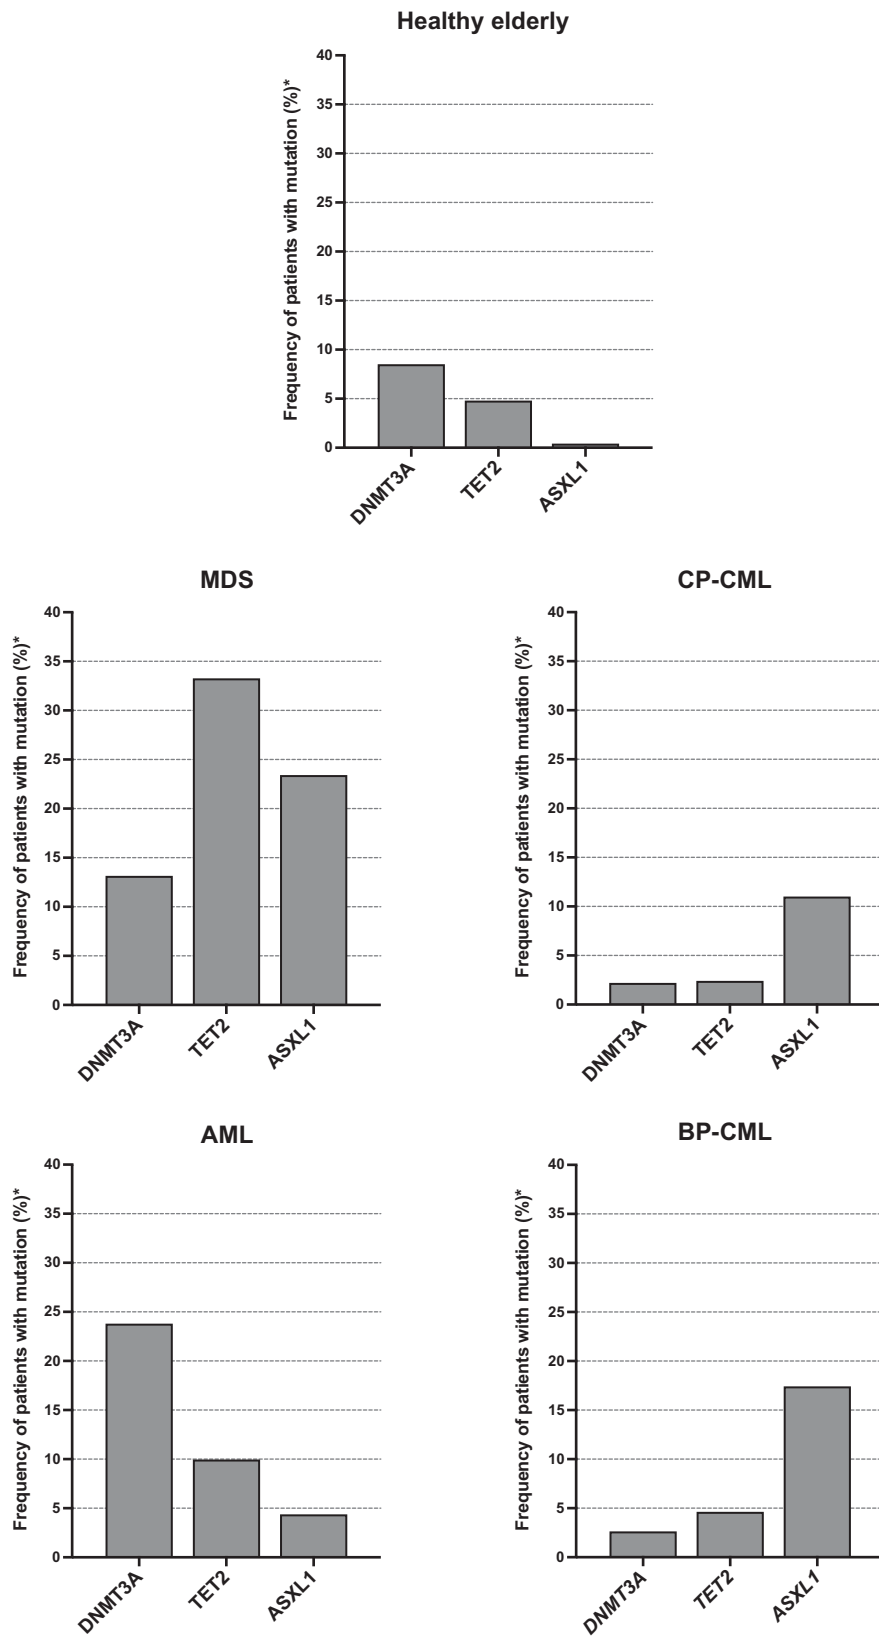 Healthy elderly
Frequency of patients with mutation (%)*
40
35
30
25
20
15
10
5
0
DNMT3A
TET2
ASXL1
MDS
Frequency of patients with mutation (%)*
40
35
30
25
20
15
10
5
0
DNMT3A
TET2
ASXL1
CP-CML
Frequency of patients with mutation (%)*
40
35
30
25
20
15
10
5
0
DNMT3A
TET2
ASXL1
AML
Frequency of patients with mutation (%)*
40
35
30
25
20
15
10
5
0
DNMT3A
TET2
ASXL1
BP-CML
Frequency of patients with mutation (%)*
40
35
30
25
20
15
10
5
0
DNMT3A
TET2
ASXL1